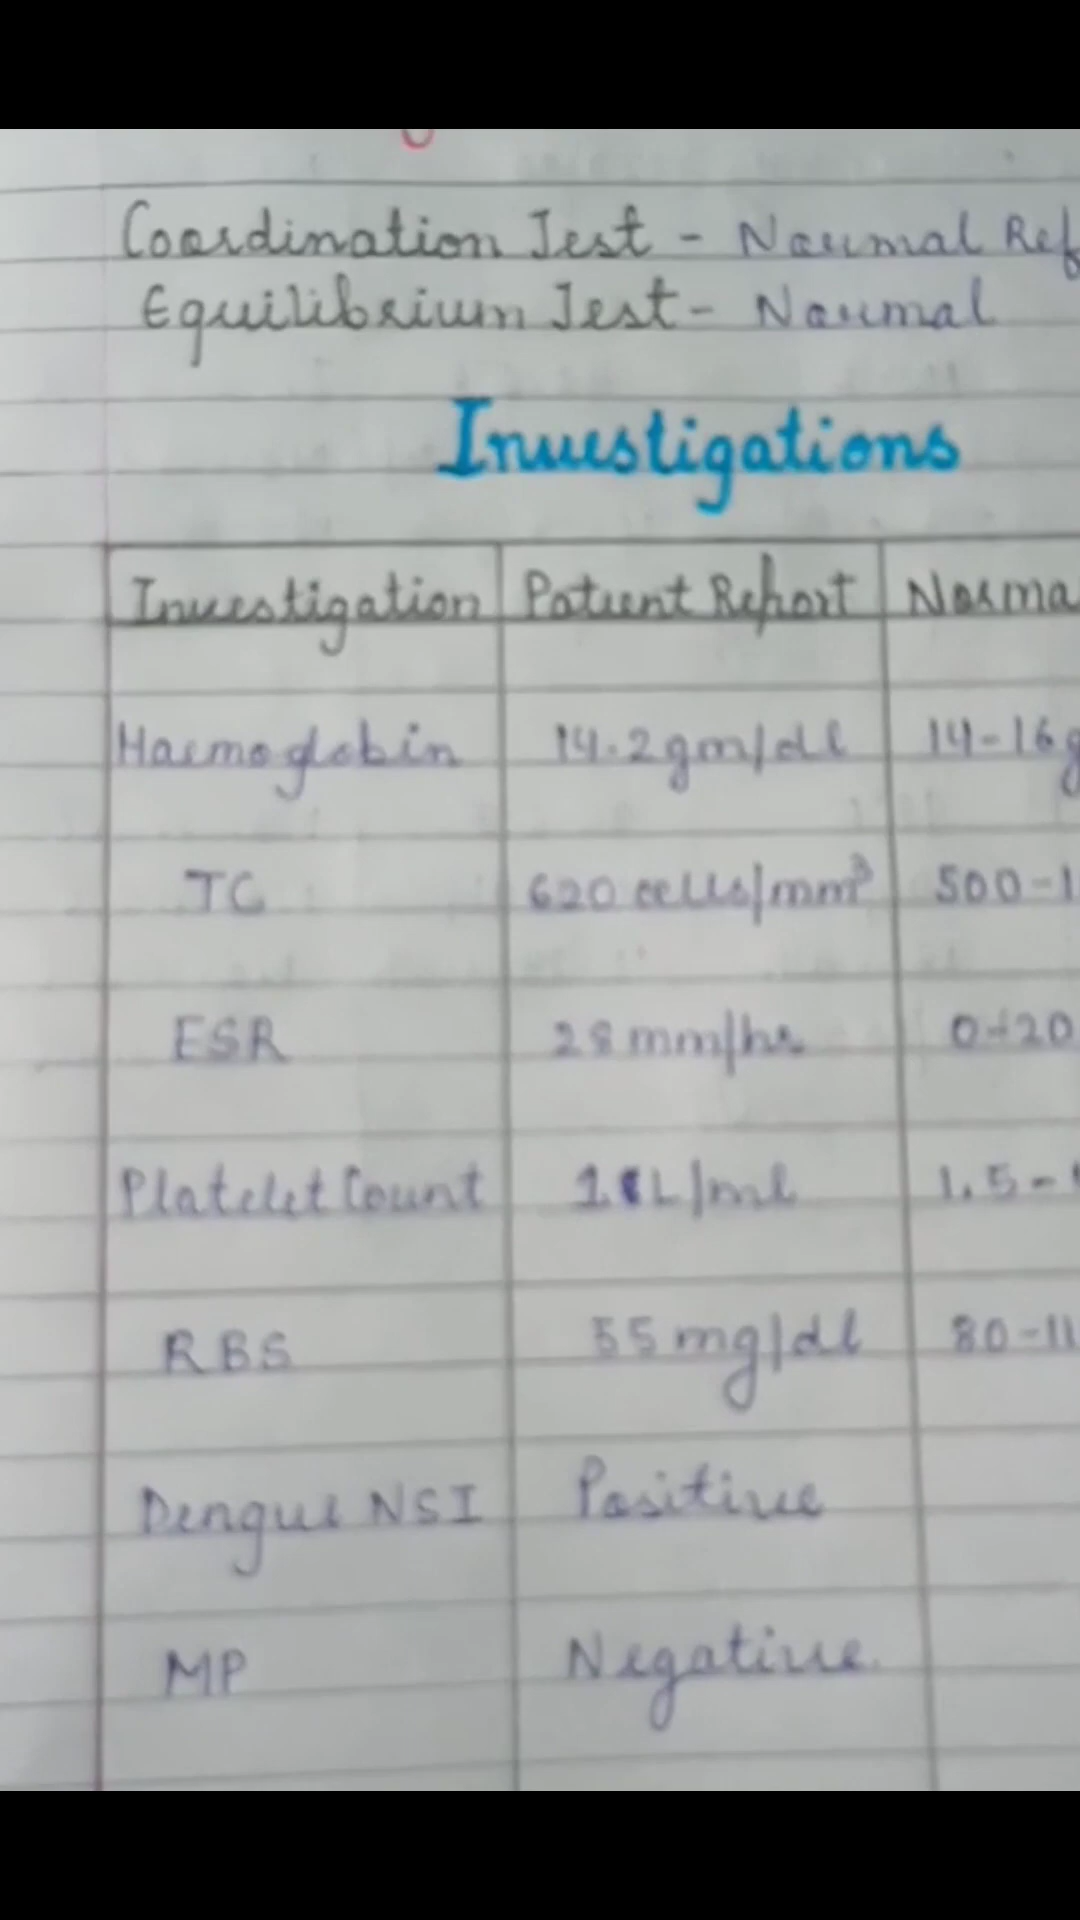 Coordination Test - Normal Ref
Equilibrium Test - Normal
Investigations
Investigation Patient Report Norma
Haemoglobin 14.2gm/dl 14-16g
TC 620 cells/mm³ 500-1
ESR 28 mm/hr 0-20
Platelet Count L/ml 1.5-
RBS 55 mg/dl 80-11
Dengue NSI Positive
MP Negative.